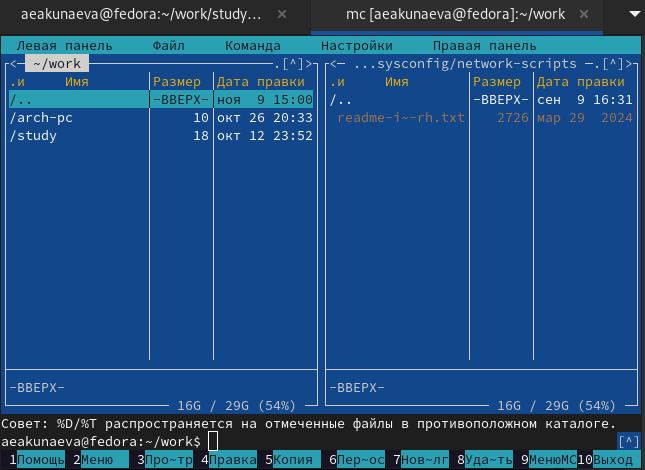 aeakunaeva@fedora:~/work/study... × mc [aeakunaeva@fedora]:~/work ×
Левая панель Файл Команда Настройки Правая панель
<─ ~/work .[^]> <─ ...sysconfig/network-scripts ─.[^]>
.и Имя Размер Дата правки .и Имя Размер Дата правки
/.. -ВВЕРХ- ноя 9 15:00 /.. -ВВЕРХ- сен 9 16:31
/arch-pc 10 окт 26 20:33 readme-i~-rh.txt 2726 мар 29 2024
/study 18 окт 12 23:52
-ВВЕРХ- -ВВЕРХ-
16G / 29G (54%) 16G / 29G (54%)
Совет: %D/%T распространяется на отмеченные файлы в противоположном каталоге.
aeakunaeva@fedora:~/work$ [^]
1Помощь 2Меню 3Про~тр 4Правка 5Копия 6Пер~ос 7Нов~лг 8Уда~ть 9МенюMC 10Выход